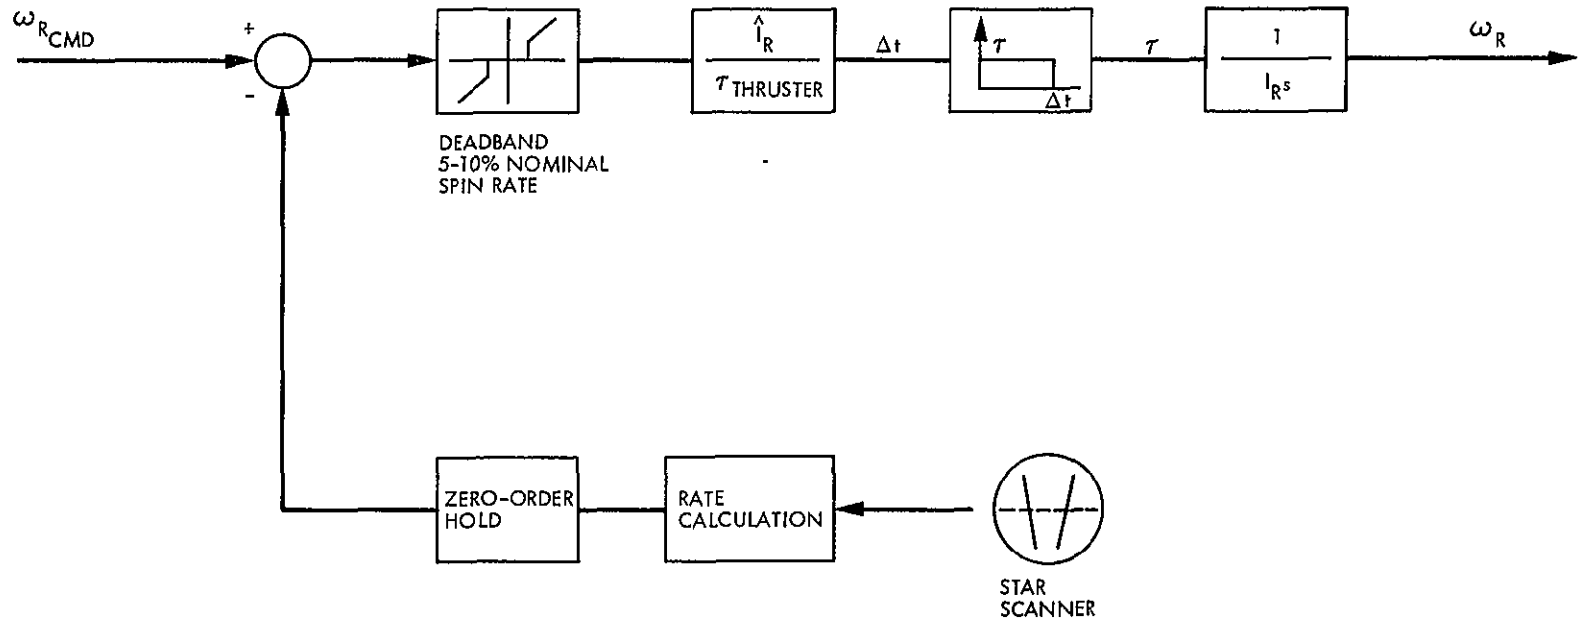 ω_R_CMD
+
-
DEADBAND
5-10% NOMINAL
SPIN RATE
Î_R
τ THRUSTER
Δt
τ
Δt
τ
1
I_R s
ω_R
ZERO-ORDER
HOLD
RATE
CALCULATION
STAR
SCANNER